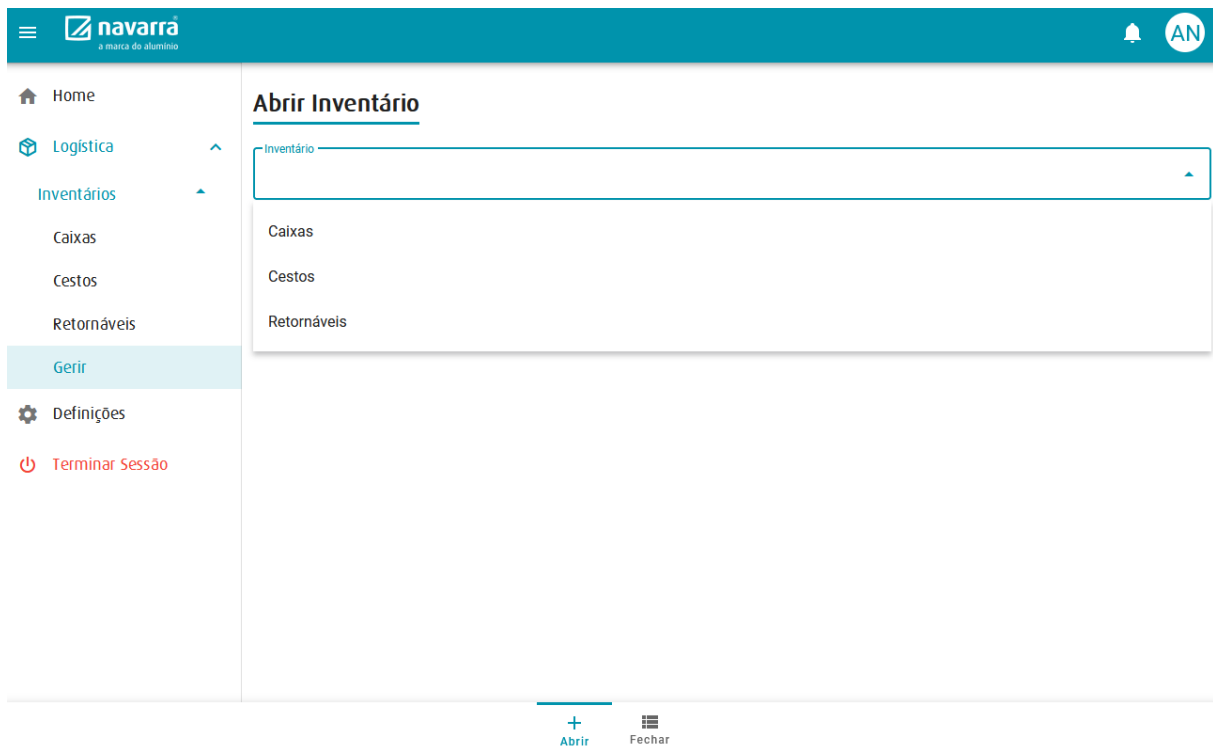 navarra
a marca do alumínio
AN
Home
Logística
Inventários
Caixas
Cestos
Retornáveis
Gerir
Definições
Terminar Sessão
Abrir Inventário
Inventário
Caixas
Cestos
Retornáveis
Abrir
Fechar